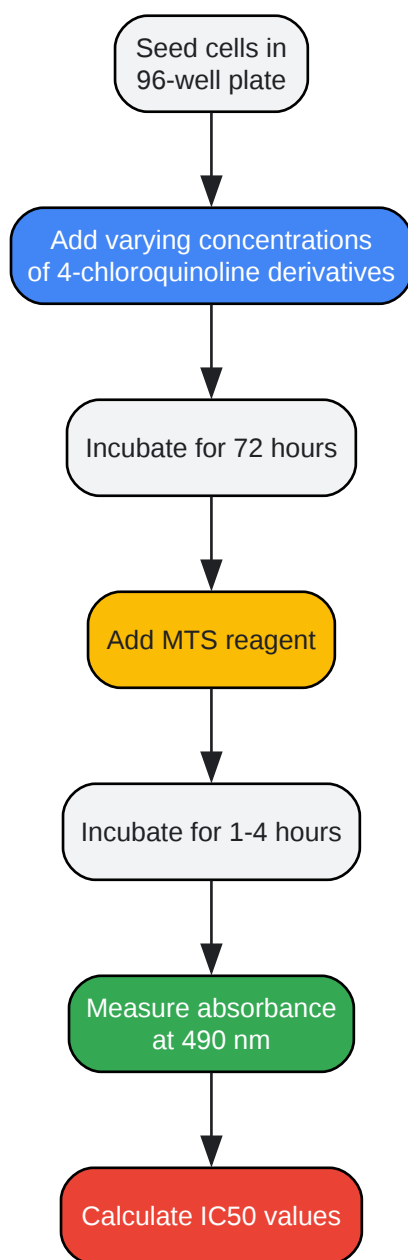 Seed cells in
96-well plate
Add varying concentrations
of 4-chloroquinoline derivatives
Incubate for 72 hours
Add MTS reagent
Incubate for 1-4 hours
Measure absorbance
at 490 nm
Calculate IC50 values